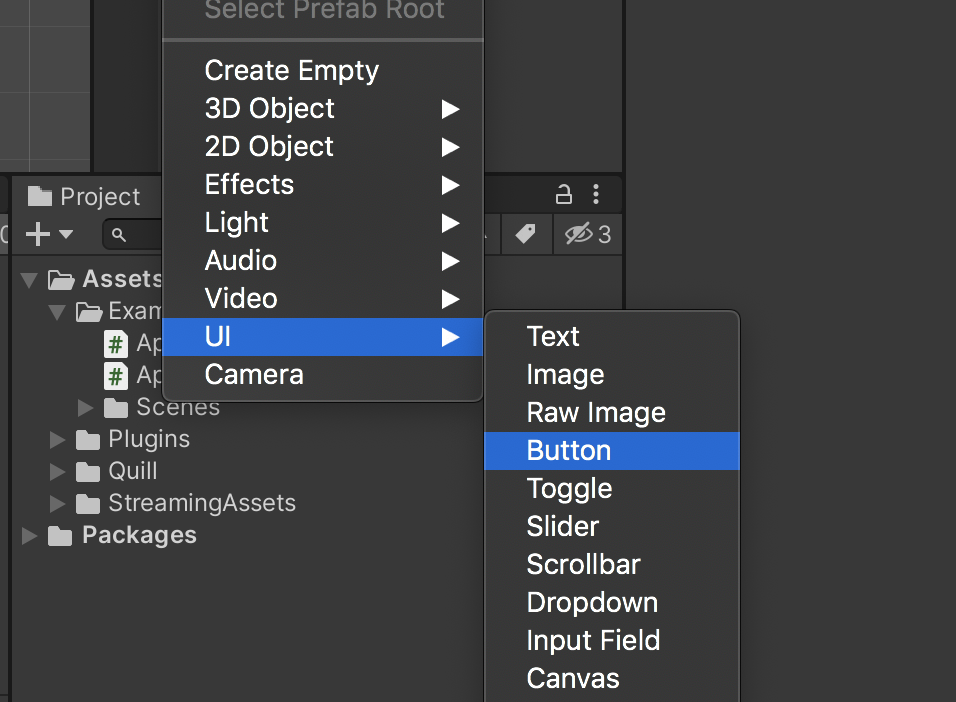 Select Prefab Root
Create Empty
3D Object
2D Object
Effects
Light
Audio
Video
UI
Camera
Text
Image
Raw Image
Button
Toggle
Slider
Scrollbar
Dropdown
Input Field
Canvas
Project
3
Assets
Exam
#
Ap
#
Ap
Scenes
Plugins
Quill
StreamingAssets
Packages